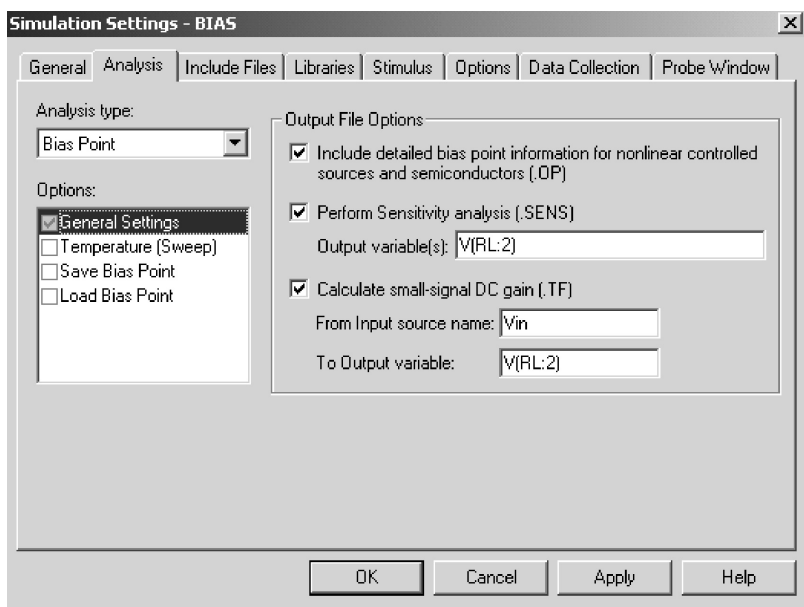 Simulation Settings - BIAS
General
Analysis
Include Files
Libraries
Stimulus
Options
Data Collection
Probe Window
Analysis type:
Bias Point
Options:
General Settings
Temperature (Sweep)
Save Bias Point
Load Bias Point
Output File Options
Include detailed bias point information for nonlinear controlled
sources and semiconductors (.OP)
Perform Sensitivity analysis (.SENS)
Output variable(s): V(RL:2)
Calculate small-signal DC gain (.TF)
From Input source name: Vin
To Output variable: V(RL:2)
OK
Cancel
Apply
Help